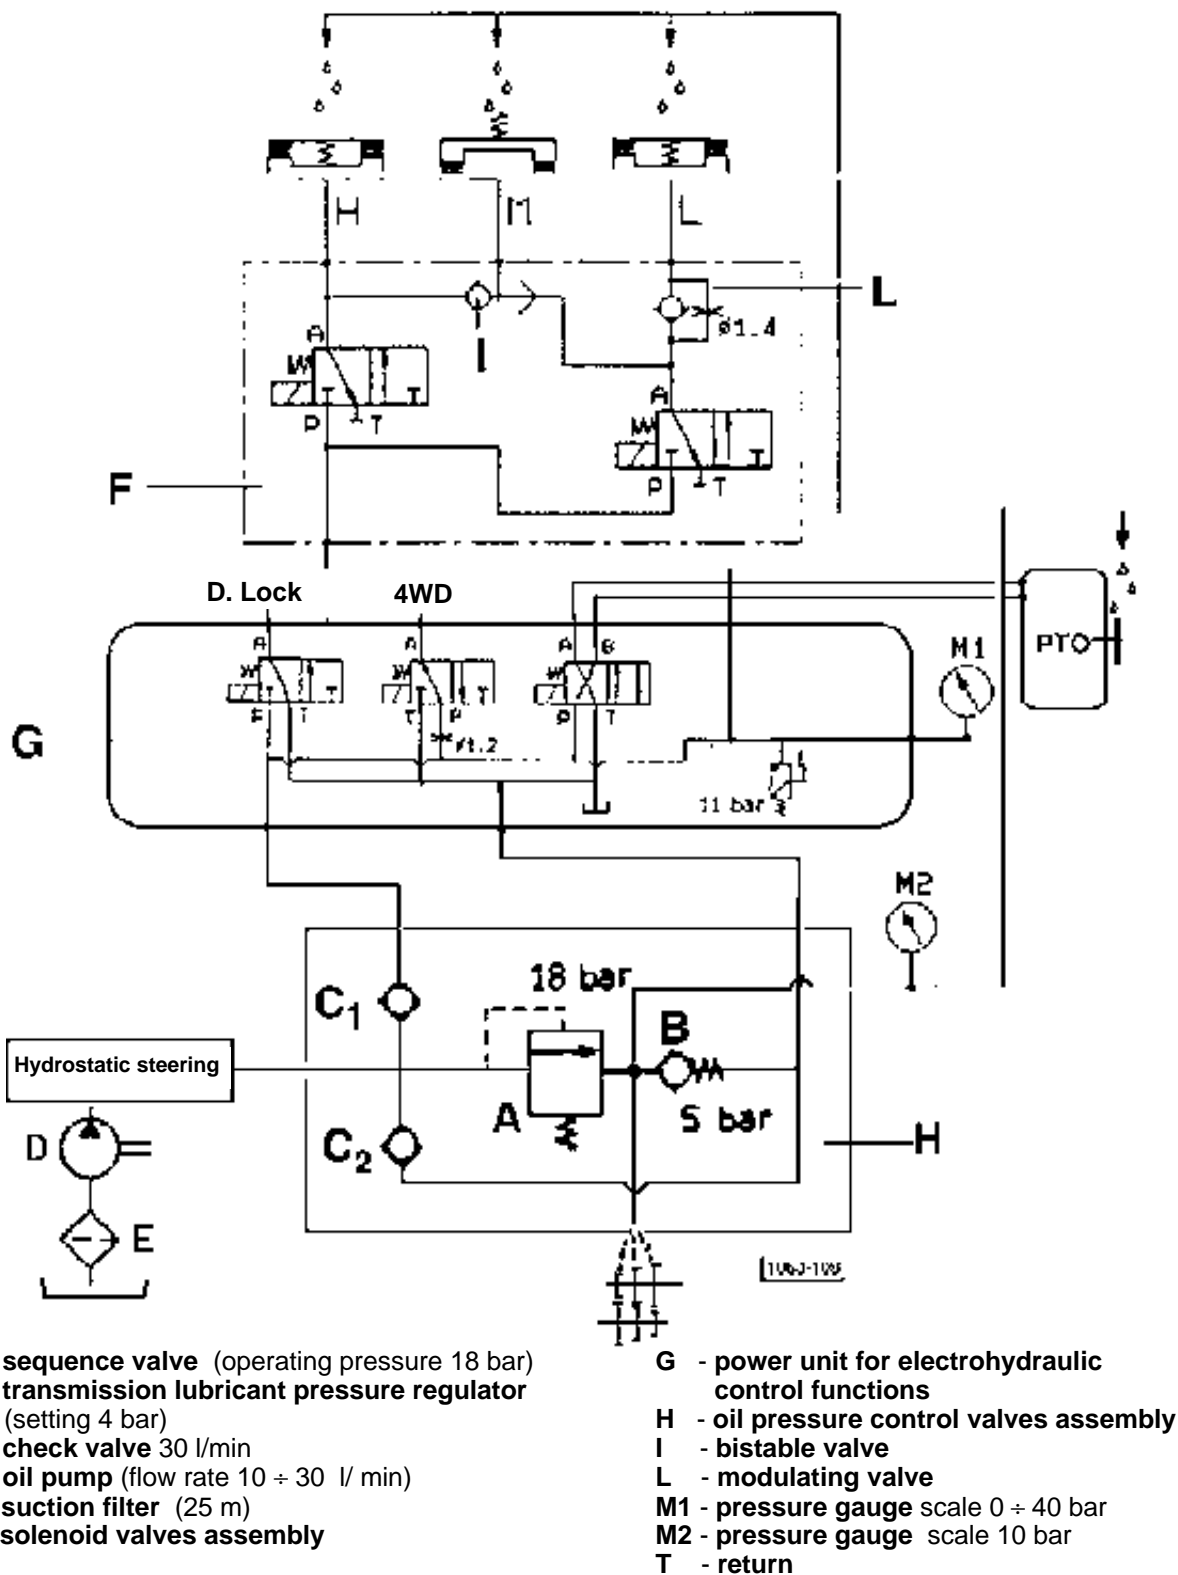 H
M
L
L
ø1.4
I
A
P
T
A
P
T
F
D. Lock
4WD
A
A
A
B
P
T
T
P
P
T
ø1.2
11 bar
M1
PTO
G
M2
18 bar
C1
B
Hydrostatic steering
A
5 bar
D
C2
H
E
sequence valve (operating pressure 18 bar)
transmission lubricant pressure regulator
(setting 4 bar)
check valve 30 l/min
oil pump (flow rate 10 ÷ 30 l/ min)
suction filter (25 m)
solenoid valves assembly
G - power unit for electrohydraulic
control functions
H - oil pressure control valves assembly
I - bistable valve
L - modulating valve
M1 - pressure gauge scale 0 ÷ 40 bar
M2 - pressure gauge scale 10 bar
T - return